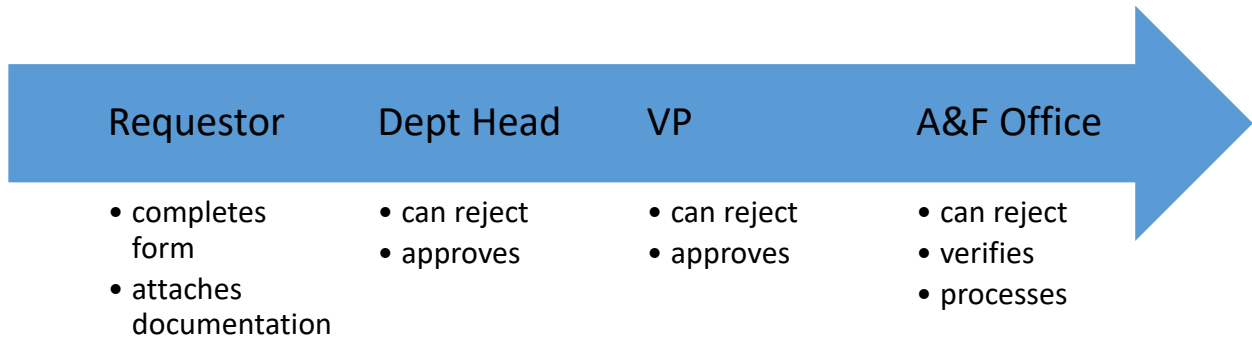 Requestor
• completes
form
• attaches
documentation
Dept Head
• can reject
• approves
VP
• can reject
• approves
A&F Office
• can reject
• verifies
• processes